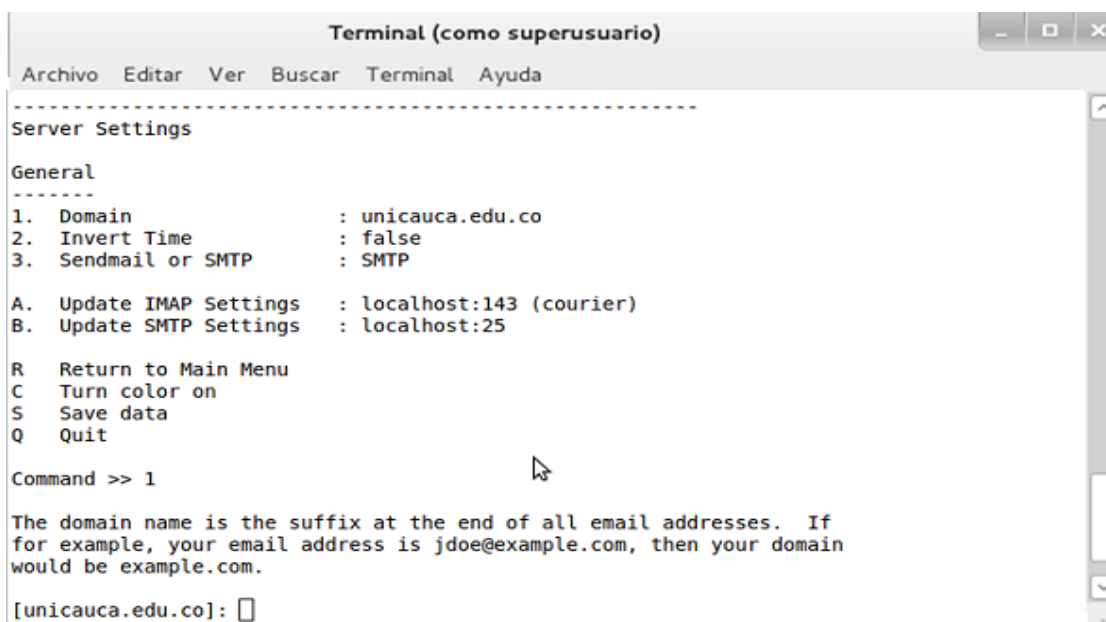 Terminal (como superusuario)
Archivo Editar Ver Buscar Terminal Ayuda
---------------------------------------------------------
Server Settings
General
-------
1. Domain : unicauca.edu.co
2. Invert Time : false
3. Sendmail or SMTP : SMTP
A. Update IMAP Settings : localhost:143 (courier)
B. Update SMTP Settings : localhost:25
R Return to Main Menu
C Turn color on
S Save data
Q Quit
Command >> 1
The domain name is the suffix at the end of all email addresses. If
for example, your email address is jdoe@example.com, then your domain
would be example.com.
[unicauca.edu.co]: